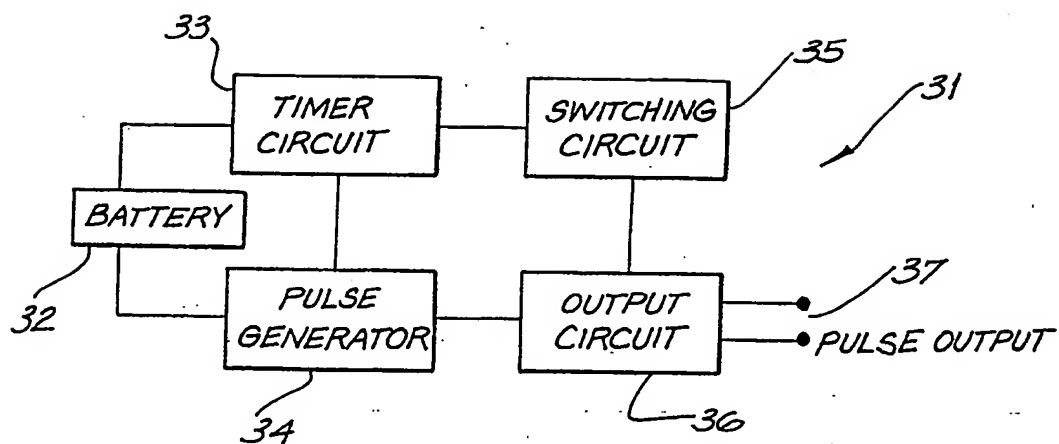 33
35
31
TIMER
CIRCUIT
SWITCHING
CIRCUIT
BATTERY
32
PULSE
GENERATOR
OUTPUT
CIRCUIT
37
PULSE OUTPUT
34
36